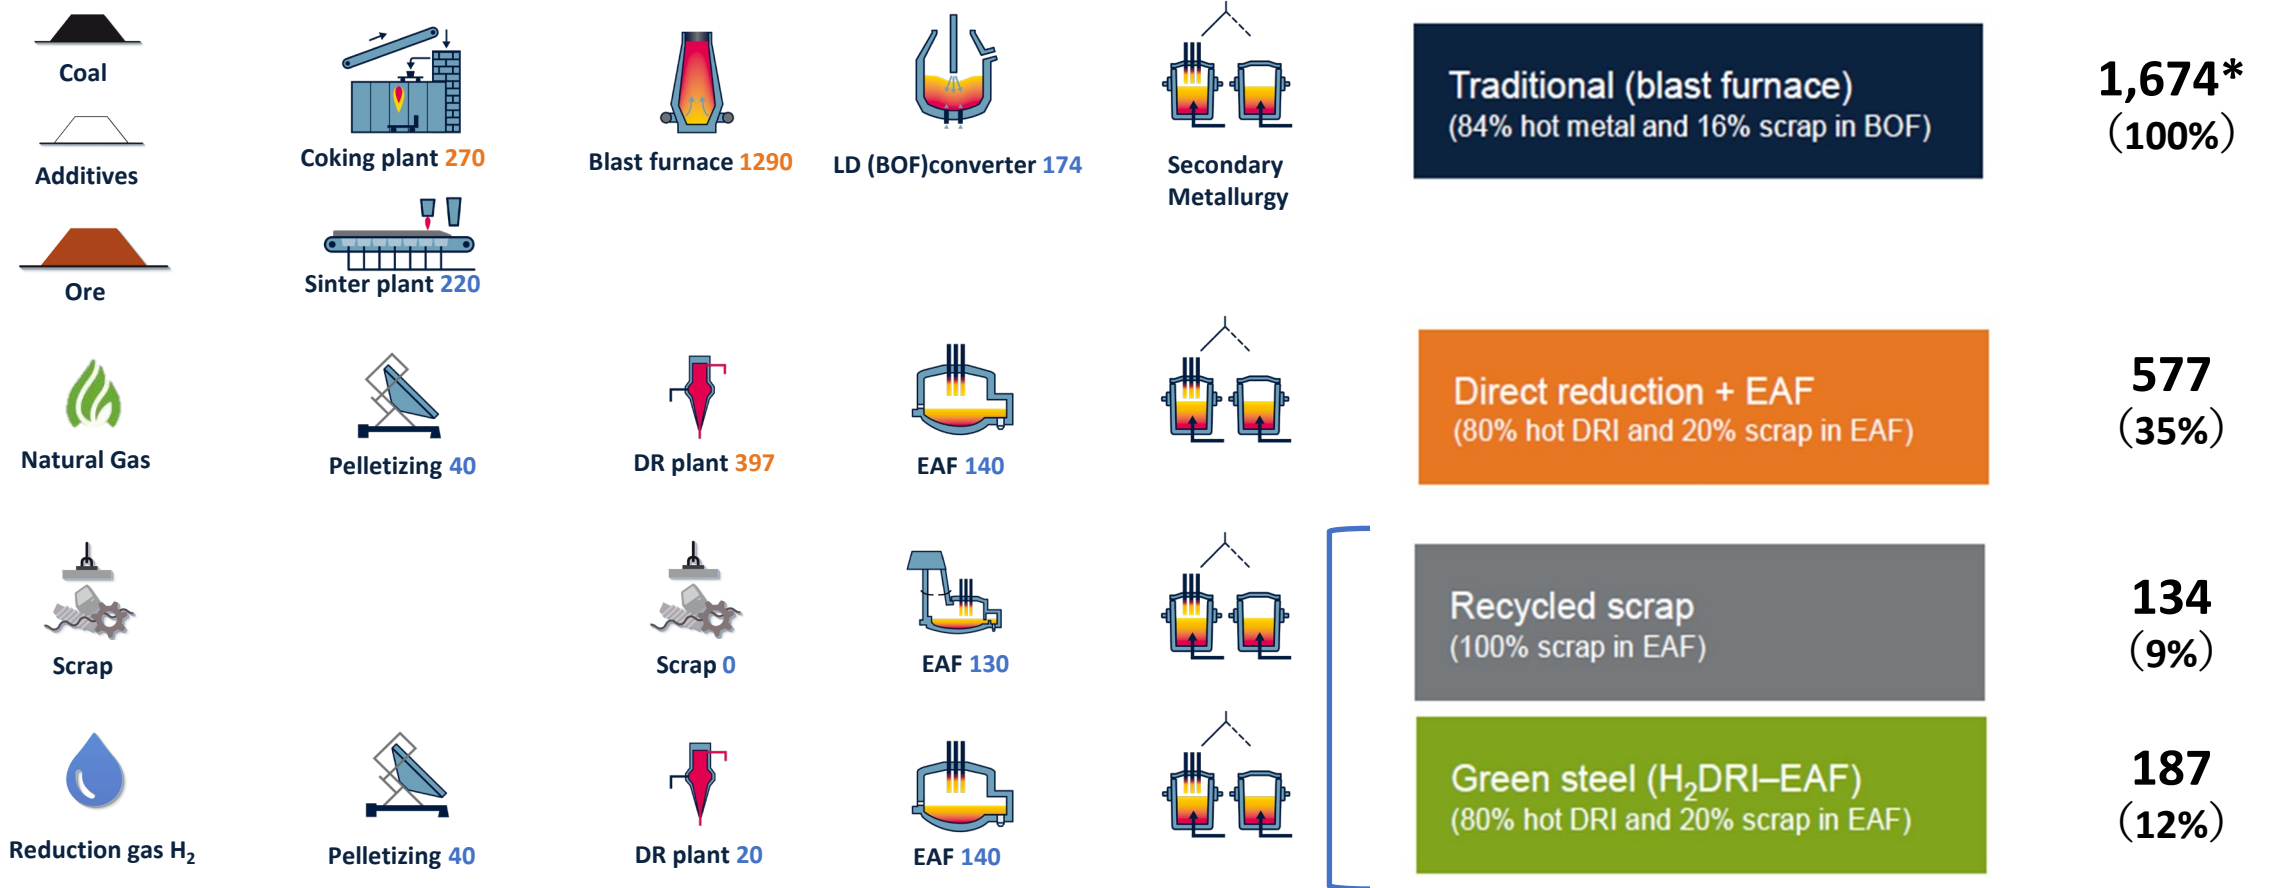 Coal
Additives
Ore
Coking plant 270
Sinter plant 220
Blast furnace 1290
LD (BOF)converter 174
Secondary
Metallurgy
Traditional (blast furnace)
(84% hot metal and 16% scrap in BOF)
1,674*
(100%)
Natural Gas
Pelletizing 40
DR plant 397
EAF 140
Direct reduction + EAF
(80% hot DRI and 20% scrap in EAF)
577
(35%)
Scrap
Scrap 0
EAF 130
Recycled scrap
(100% scrap in EAF)
134
(9%)
Reduction gas H₂
Pelletizing 40
DR plant 20
EAF 140
Green steel (H₂DRI–EAF)
(80% hot DRI and 20% scrap in EAF)
187
(12%)